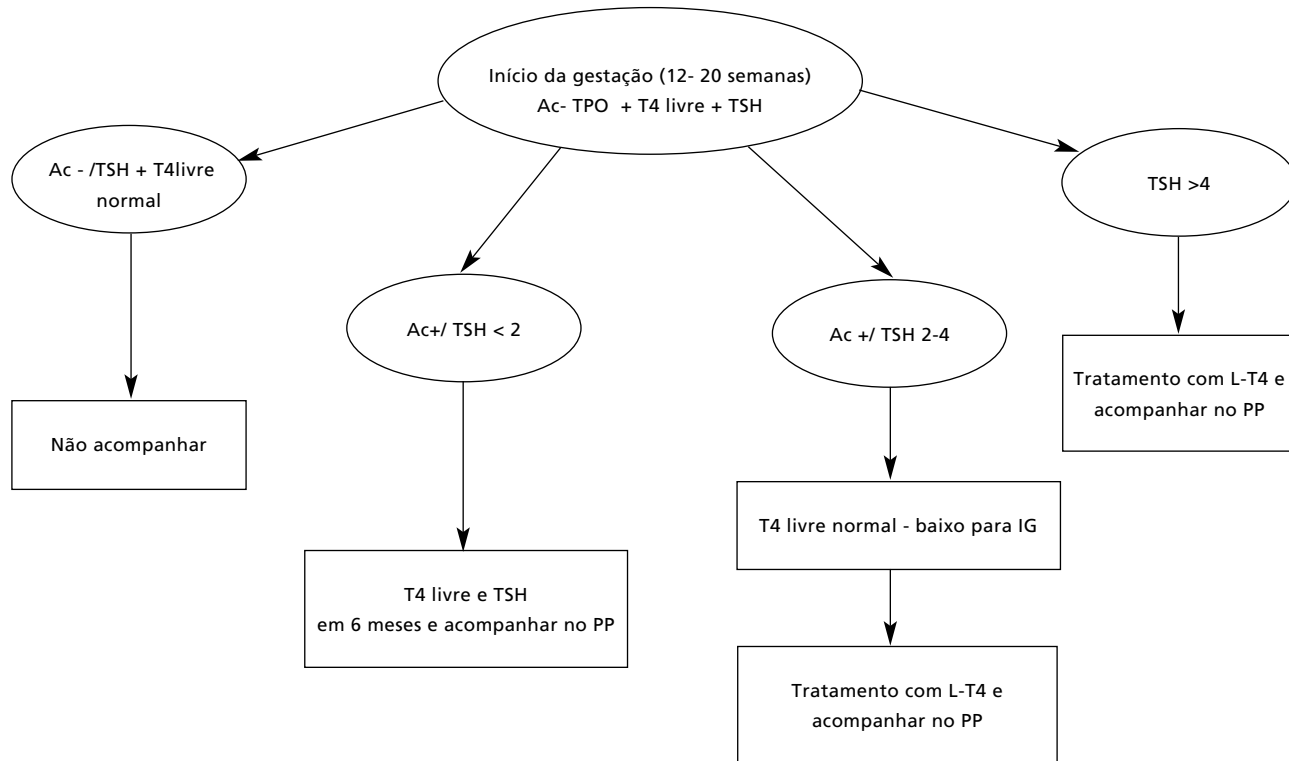 Início da gestação (12- 20 semanas)
Ac- TPO + T4 livre + TSH
Ac - /TSH + T4livre
normal
TSH >4
Ac+/ TSH < 2
Ac +/ TSH 2-4
Não acompanhar
Tratamento com L-T4 e
acompanhar no PP
T4 livre normal - baixo para IG
T4 livre e TSH
em 6 meses e acompanhar no PP
Tratamento com L-T4 e
acompanhar no PP